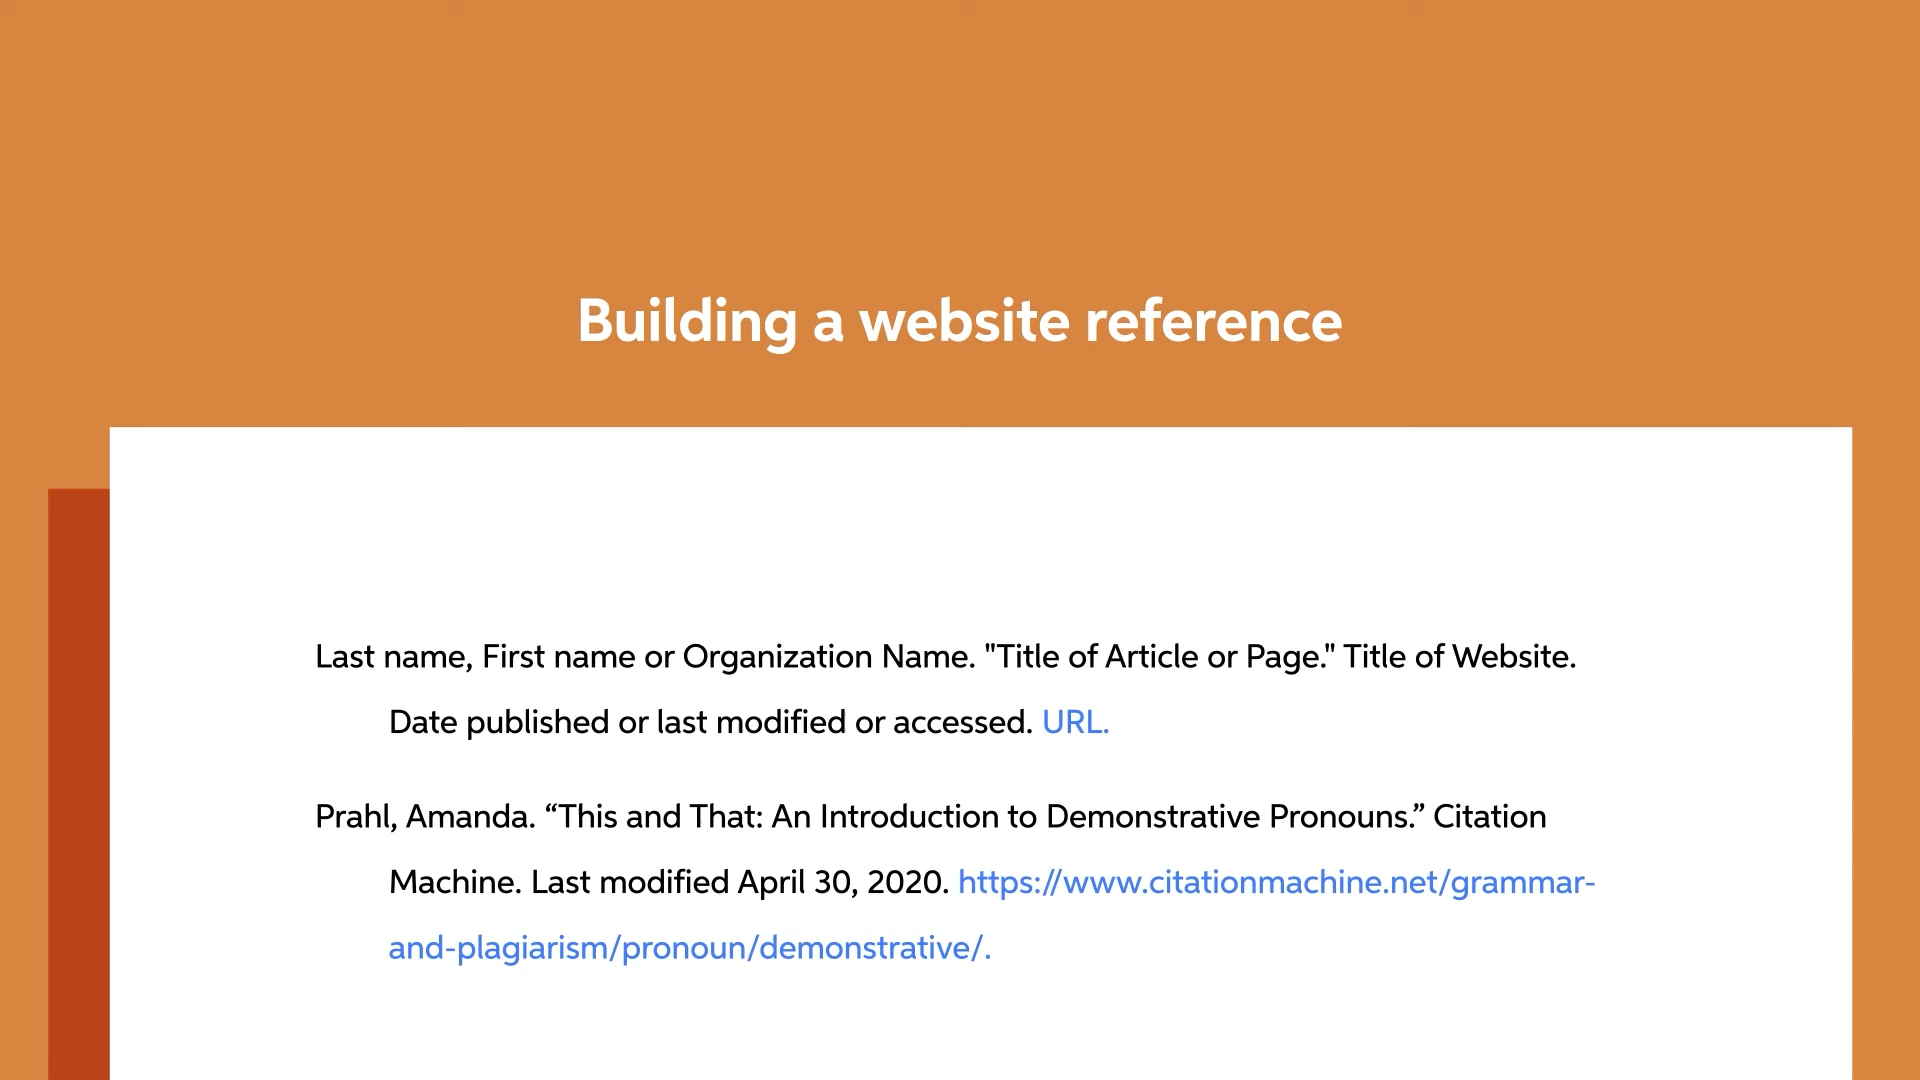 Building a website reference
Last name, First name or Organization Name. "Title of Article or Page." Title of Website.
Date published or last modified or accessed. URL.
Prahl, Amanda. “This and That: An Introduction to Demonstrative Pronouns.” Citation
Machine. Last modified April 30, 2020. https://www.citationmachine.net/grammar-
and-plagiarism/pronoun/demonstrative/.